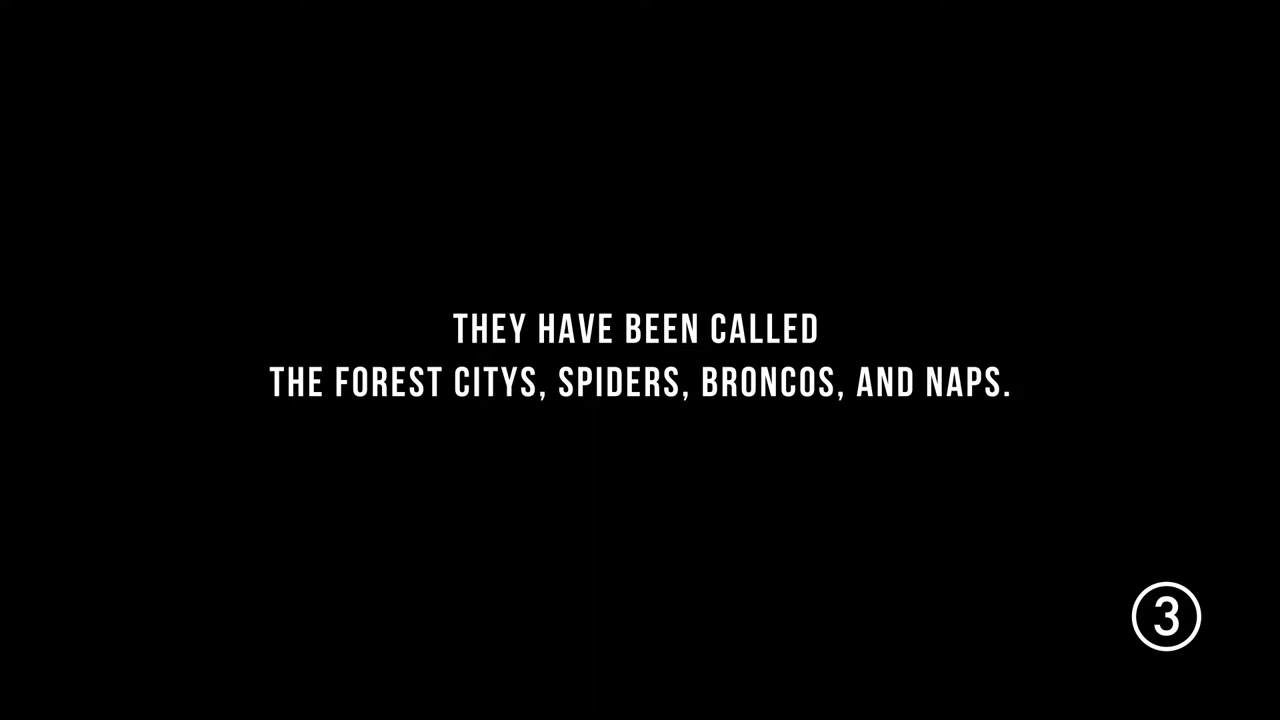 THEY HAVE BEEN CALLED
THE FOREST CITYS, SPIDERS, BRONCOS, AND NAPS.
3